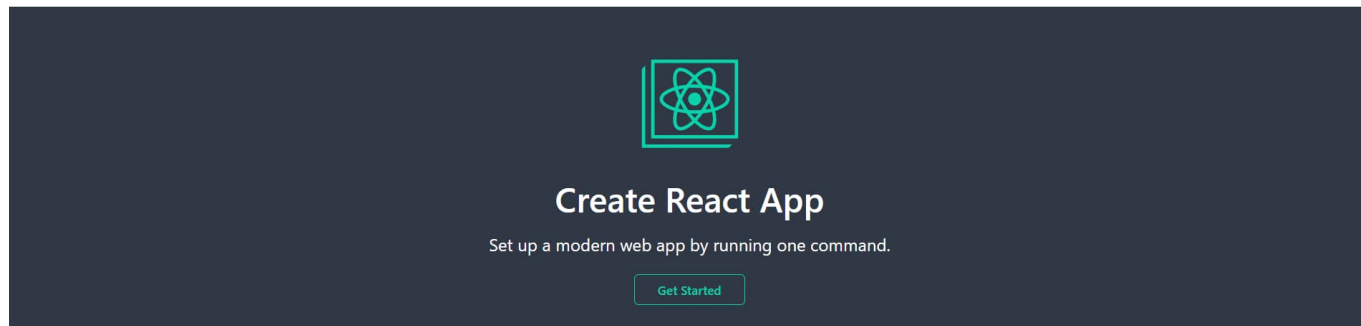 Create React App
Set up a modern web app by running one command.
Get Started